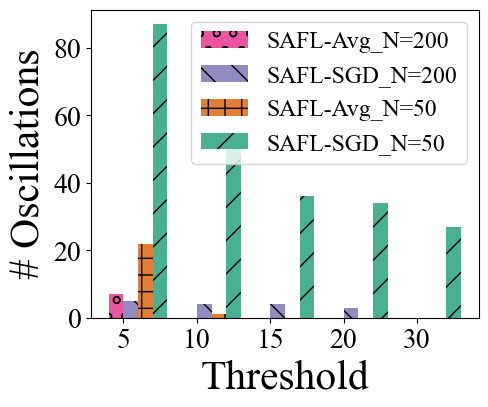 SAFL-Avg_N=200
SAFL-SGD_N=200
SAFL-Avg_N=50
SAFL-SGD_N=50
# Oscillations
80
60
40
20
0
5
10
15
20
30
Threshold